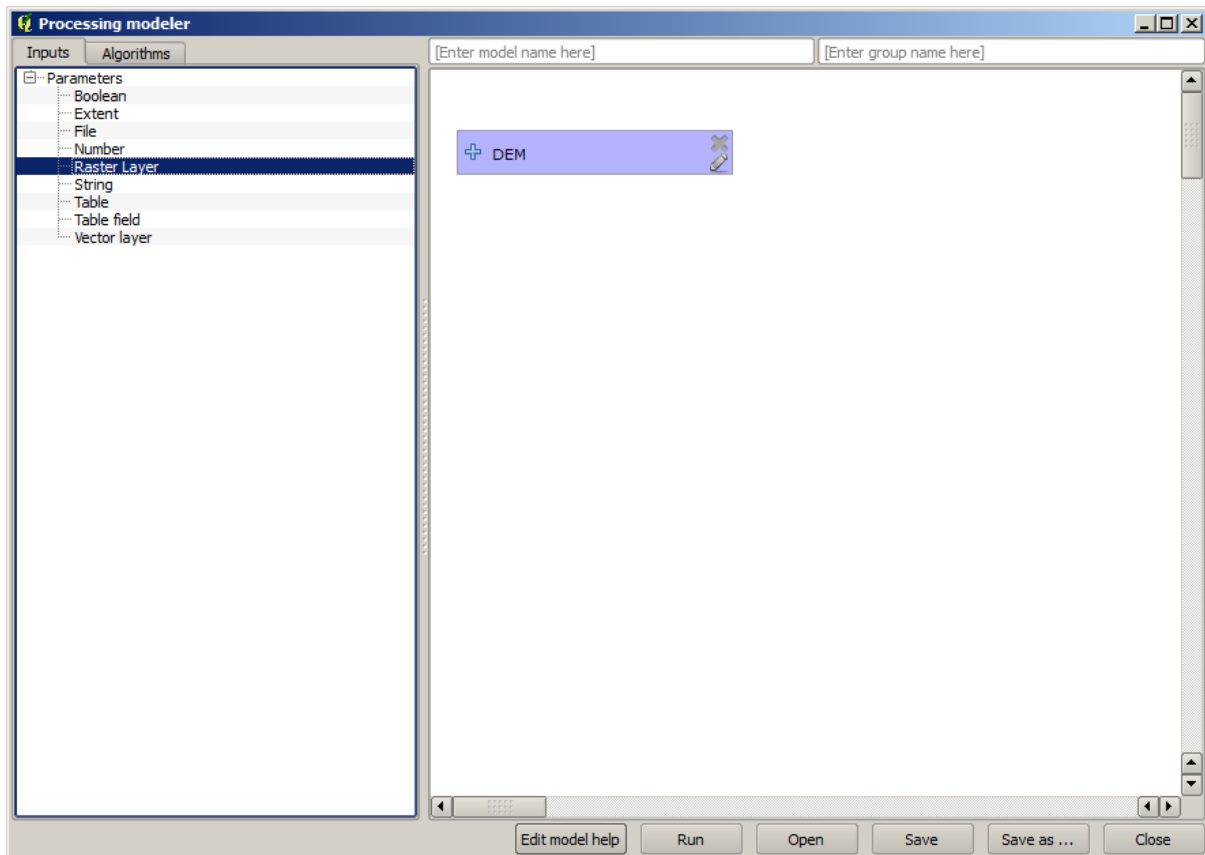 Processing modeler
Inputs Algorithms
[Enter model name here] [Enter group name here]
Parameters
Boolean
Extent
File
Number
Raster Layer
String
Table
Table field
Vector layer
DEM
Edit model help Run Open Save Save as ... Close